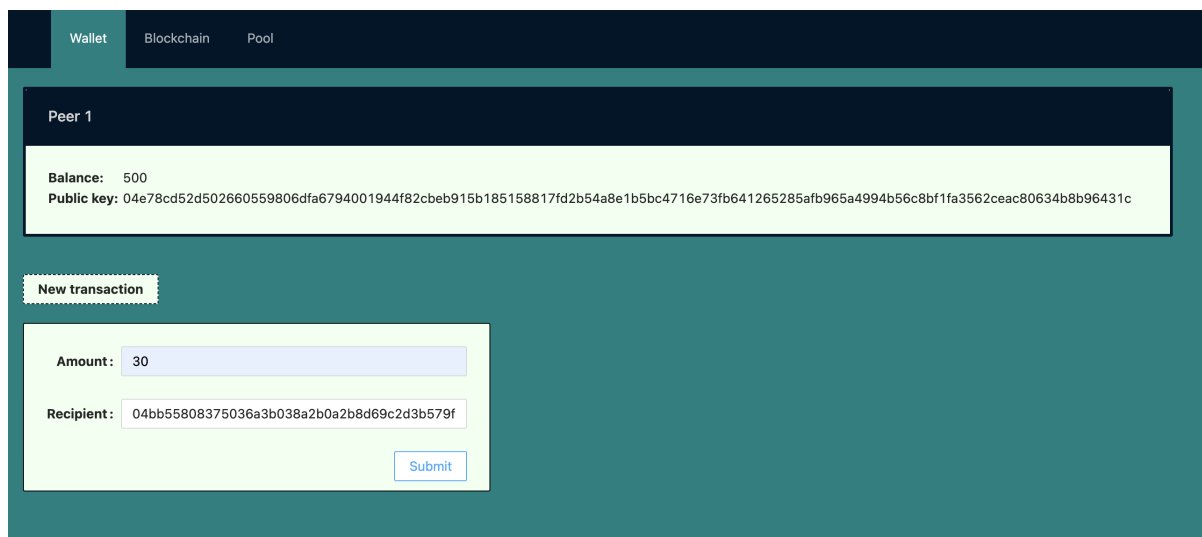 Wallet Blockchain Pool
Peer 1
Balance: 500
Public key: 04e78cd52d502660559806dfa6794001944f82cbeb915b185158817fd2b54a8e1b5bc4716e73fb641265285afb965a4994b56c8bf1fa3562ceac80634b8b96431c
New transaction
Amount: 30
Recipient: 04bb55808375036a3b038a2b0a2b8d69c2d3b579f
Submit